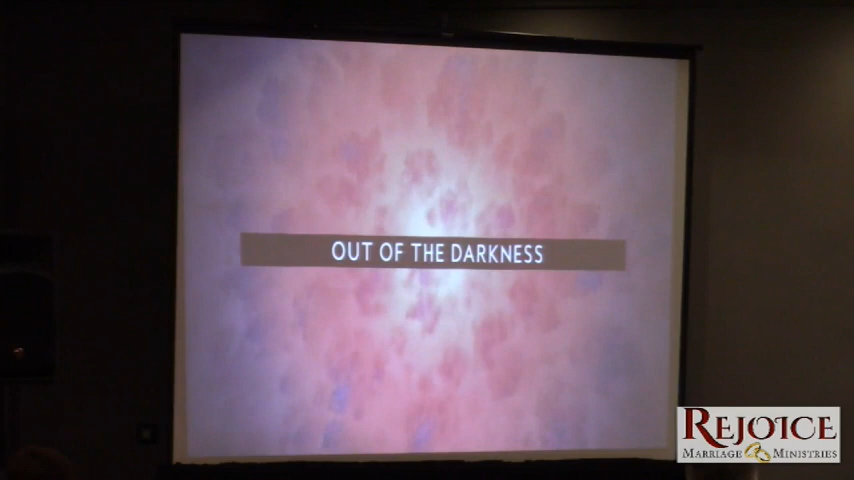 OUT OF THE DARKNESS
REJOICE
MARRIAGE MINISTRIES